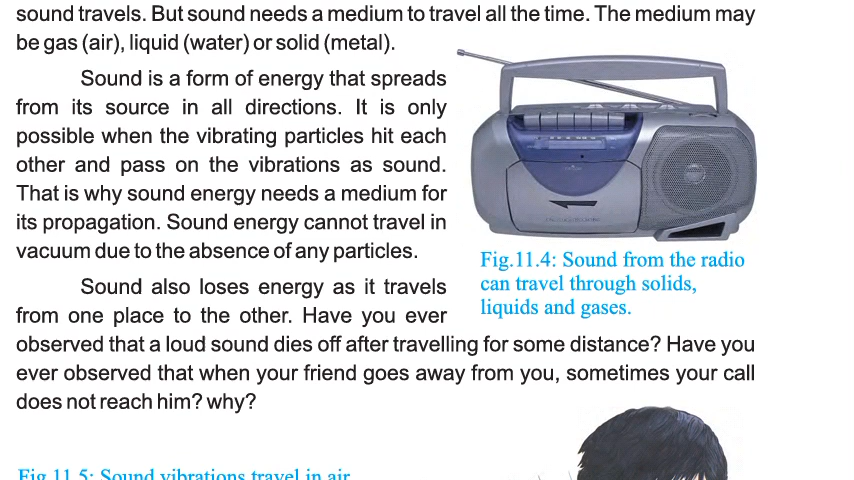 sound travels. But sound needs a medium to travel all the time. The medium may
be gas (air), liquid (water) or solid (metal).
Sound is a form of energy that spreads
from its source in all directions. It is only
possible when the vibrating particles hit each
other and pass on the vibrations as sound.
That is why sound energy needs a medium for
its propagation. Sound energy cannot travel in
vacuum due to the absence of any particles.
Fig.11.4: Sound from the radio
can travel through solids,
liquids and gases.
Sound also loses energy as it travels
from one place to the other. Have you ever
observed that a loud sound dies off after travelling for some distance? Have you
ever observed that when your friend goes away from you, sometimes your call
does not reach him? why?
Fig.11.5: Sound vibrations travel in air